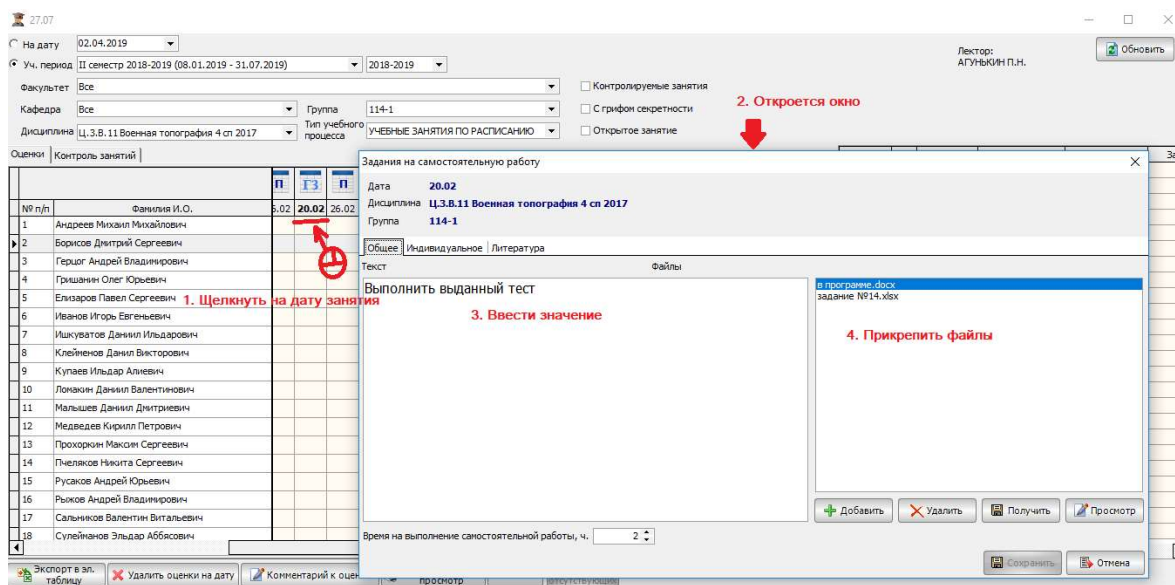 27.07
На дату 02.04.2019
Уч. период II семестр 2018-2019 (08.01.2019 - 31.07.2019) 2018-2019
Лектор:
АГУНЬКИН П.Н.
Обновить
Факультет Все
Контролируемые занятия
Кафедра Все Группа 114-1
С грифом секретности
Дисциплина Ц.3.В.11 Военная топография 4 сп 2017
Тип учебного процесса УЧЕБНЫЕ ЗАНЯТИЯ ПО РАСПИСАНИЮ
Открытое занятие
2. Откроется окно
Оценки Контроль занятий
П ГЗ П
№ п/п Фамилия И.О. 20.02 26.02
1 Андреев Михаил Михайлович
2 Борисов Дмитрий Сергеевич
3 Герцог Андрей Владимирович
4 Гришанин Олег Юрьевич
5 Елизаров Павел Сергеевич
6 Иванов Игорь Евгеньевич
7 Ишкуватов Даниил Ильдарович
8 Клейменов Данил Викторович
9 Купаев Ильдар Алиевич
10 Ломакин Даниил Валентинович
11 Малышев Даниил Дмитриевич
12 Медведев Кирилл Петрович
13 Прохоркин Максим Сергеевич
14 Пчеляков Никита Сергеевич
15 Русаков Андрей Юрьевич
16 Рыжов Андрей Владимирович
17 Сальников Валентин Витальевич
18 Сулейманов Эльдар Аббясович
1. Щелкнуть на дату занятия
Задания на самостоятельную работу
Дата 20.02
Дисциплина Ц.3.В.11 Военная топография 4 сп 2017
Группа 114-1
Общее Индивидуальное Литература
Текст Файлы
Выполнить выданный тест
3. Ввести значение
в программе.docx
задание №14.xlsx
4. Прикрепить файлы
Добавить Удалить Получить Просмотр
Время на выполнение самостоятельной работы, ч. 2
Сохранить Отмена
Экспорт в эл. таблицу
Удалить оценки на дату
Комментарий к оцен
просмотр
отсутствующих